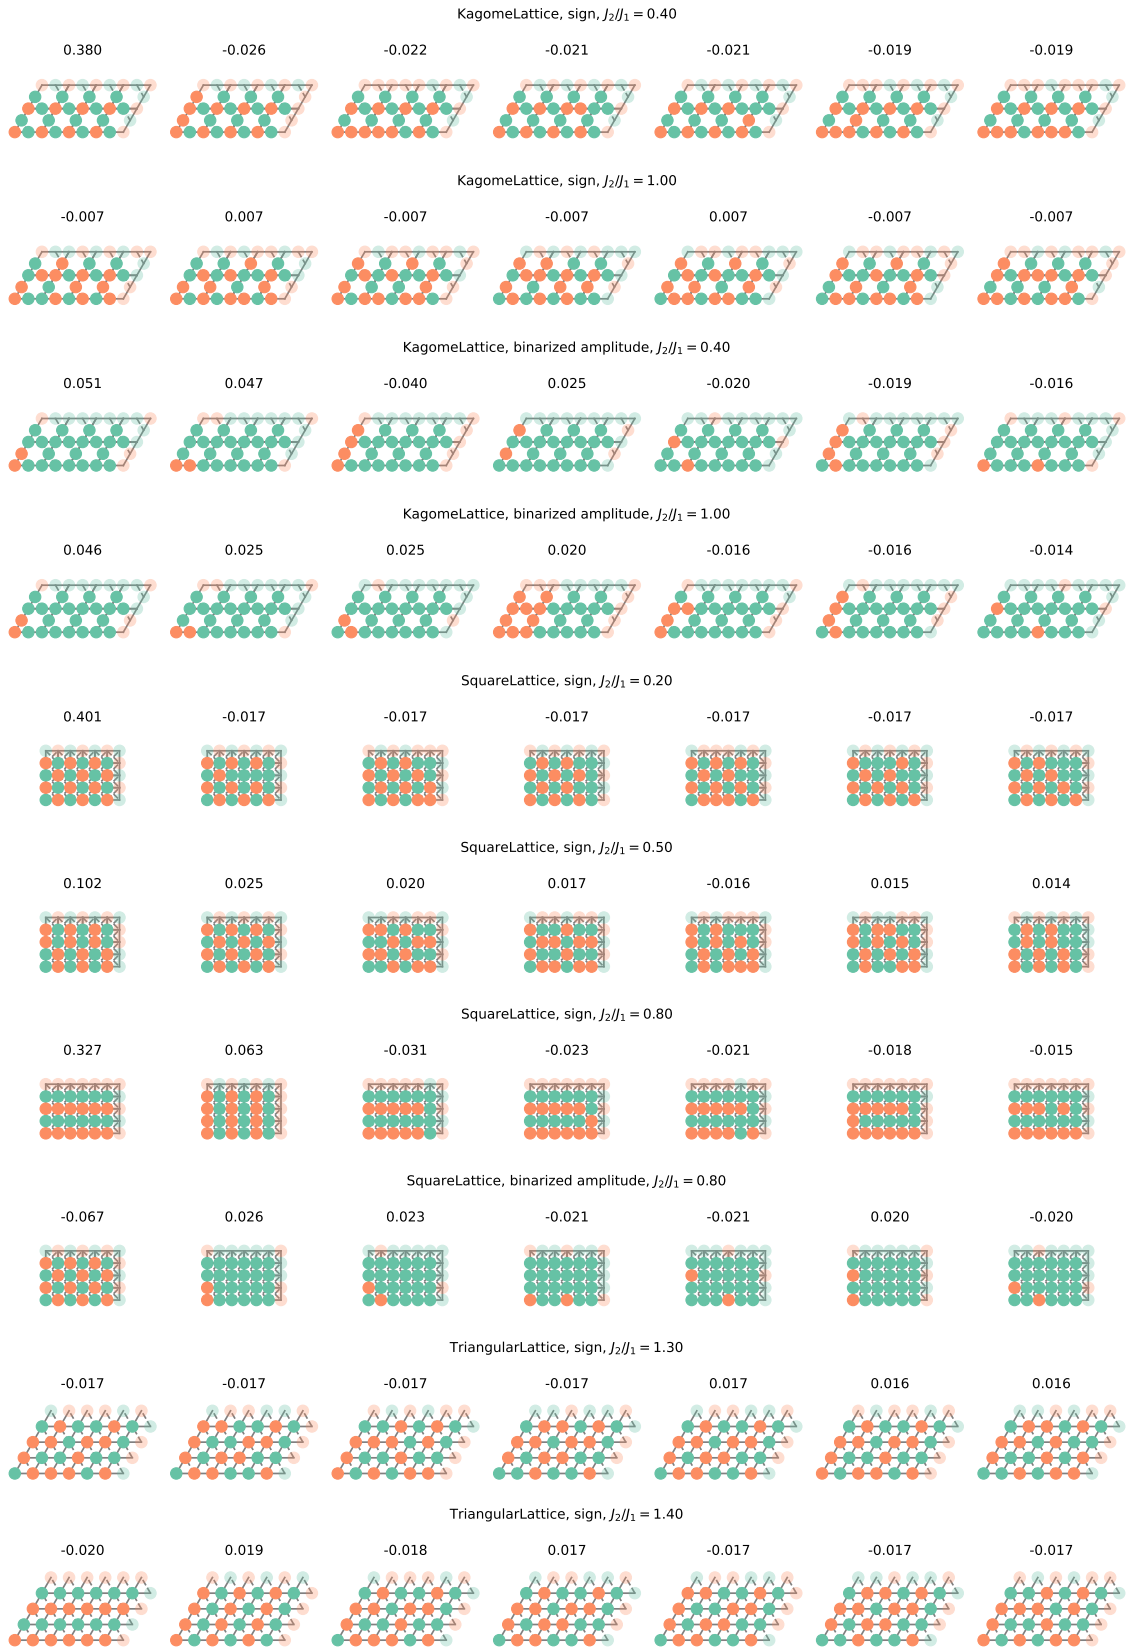 KagomeLattice, sign, J₂/J₁ = 0.40
0.380 -0.026 -0.022 -0.021 -0.021 -0.019 -0.019
KagomeLattice, sign, J₂/J₁ = 1.00
-0.007 0.007 -0.007 -0.007 0.007 -0.007 -0.007
KagomeLattice, binarized amplitude, J₂/J₁ = 0.40
0.051 0.047 -0.040 0.025 -0.020 -0.019 -0.016
KagomeLattice, binarized amplitude, J₂/J₁ = 1.00
0.046 0.025 0.025 0.020 -0.016 -0.016 -0.014
SquareLattice, sign, J₂/J₁ = 0.20
0.401 -0.017 -0.017 -0.017 -0.017 -0.017 -0.017
SquareLattice, sign, J₂/J₁ = 0.50
0.102 0.025 0.020 0.017 -0.016 0.015 0.014
SquareLattice, sign, J₂/J₁ = 0.80
0.327 0.063 -0.031 -0.023 -0.021 -0.018 -0.015
SquareLattice, binarized amplitude, J₂/J₁ = 0.80
-0.067 0.026 0.023 -0.021 -0.021 0.020 -0.020
TriangularLattice, sign, J₂/J₁ = 1.30
-0.017 -0.017 -0.017 -0.017 0.017 0.016 0.016
TriangularLattice, sign, J₂/J₁ = 1.40
-0.020 0.019 -0.018 0.017 -0.017 -0.017 -0.017